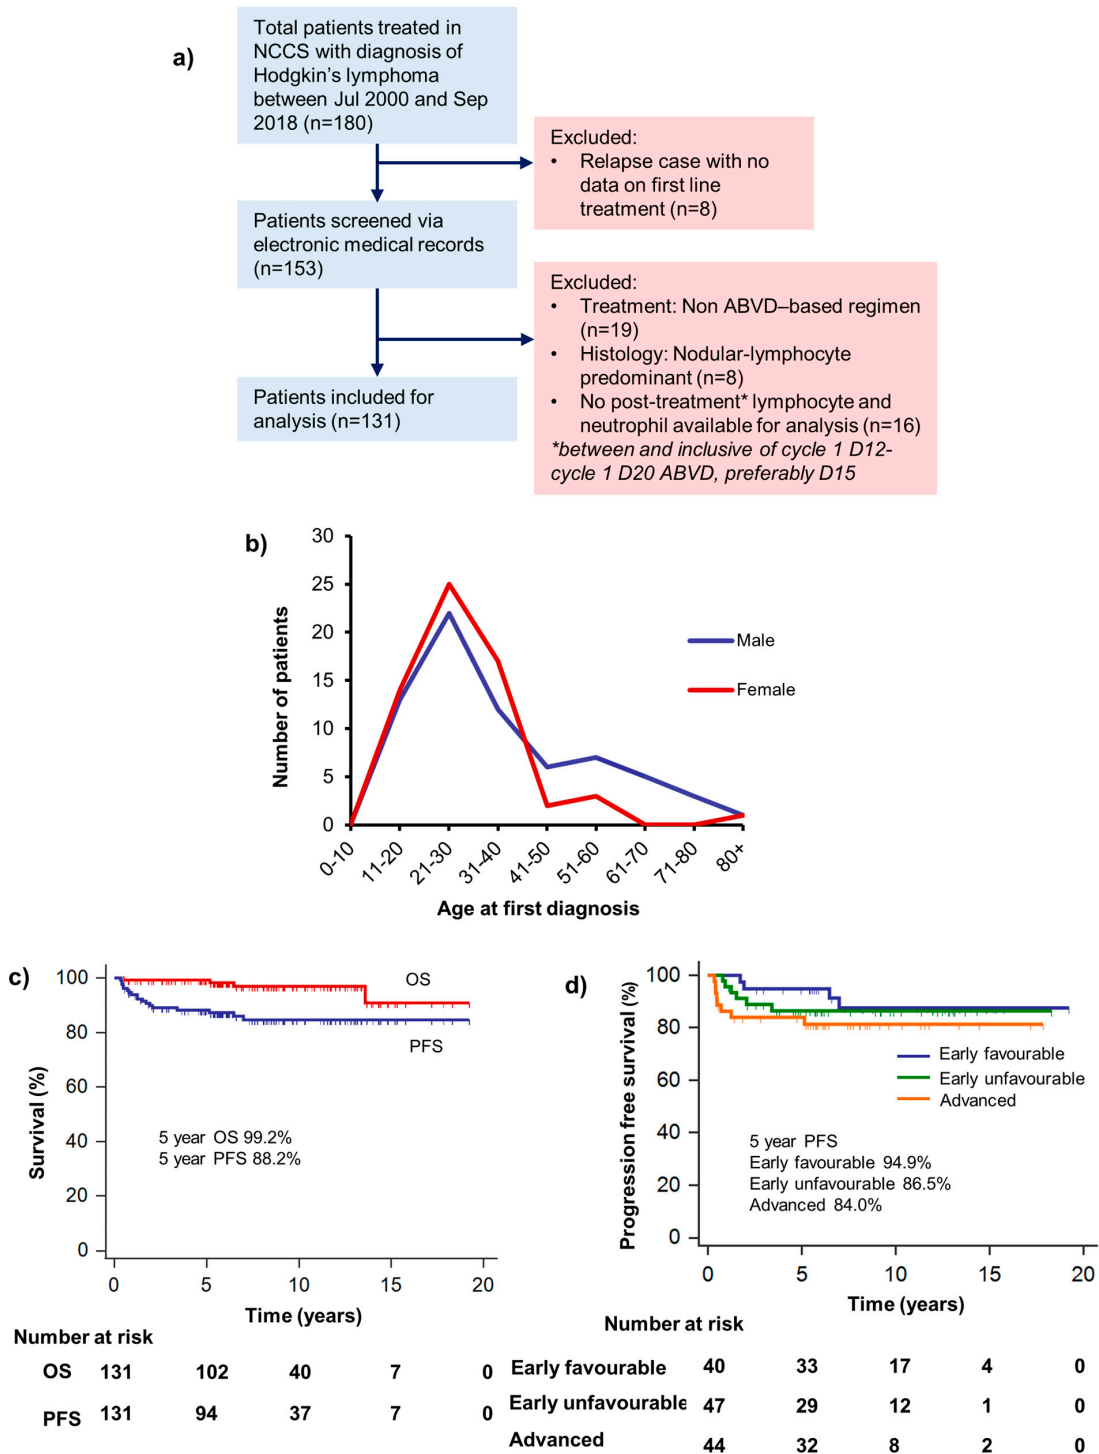 a)
Total patients treated in
NCCS with diagnosis of
Hodgkin's lymphoma
between Jul 2000 and Sep
2018 (n=180)
Excluded:
• Relapse case with no
data on first line
treatment (n=8)
Patients screened via
electronic medical records
(n=153)
Excluded:
• Treatment: Non ABVD–based regimen
(n=19)
• Histology: Nodular-lymphocyte
predominant (n=8)
• No post-treatment* lymphocyte and
neutrophil available for analysis (n=16)
*between and inclusive of cycle 1 D12-
cycle 1 D20 ABVD, preferably D15
Patients included for
analysis (n=131)
b)
Number of patients
30
25
20
15
10
5
0
Male
Female
0-10
11-20
21-30
31-40
41-50
51-60
61-70
71-80
80+
Age at first diagnosis
c)
Survival (%)
100
80
60
40
20
0
OS
PFS
5 year OS 99.2%
5 year PFS 88.2%
0 5 10 15 20
Time (years)
Number at risk
OS 131 102 40 7 0
PFS 131 94 37 7 0
d)
Progression free survival (%)
100
80
60
40
20
0
Early favourable
Early unfavourable
Advanced
5 year PFS
Early favourable 94.9%
Early unfavourable 86.5%
Advanced 84.0%
0 5 10 15 20
Time (years)
Number at risk
Early favourable 40 33 17 4 0
Early unfavourable 47 29 12 1 0
Advanced 44 32 8 2 0